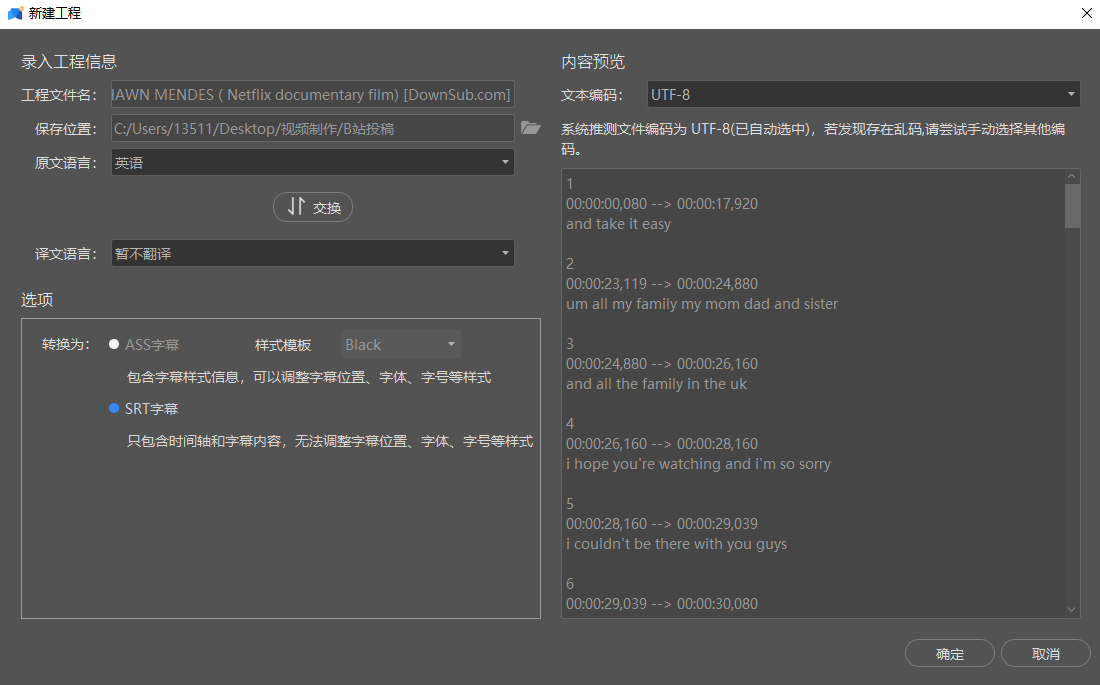 新建工程
录入工程信息
工程文件名：
IAWN MENDES ( Netflix documentary film) [DownSub.com]
保存位置：
C:/Users/13511/Desktop/视频制作/B站投稿
原文语言：
英语
交换
译文语言：
暂不翻译
选项
转换为：
ASS字幕
样式模板
Black
包含字幕样式信息，可以调整字幕位置、字体、字号等样式
SRT字幕
只包含时间轴和字幕内容，无法调整字幕位置、字体、字号等样式
内容预览
文本编码：
UTF-8
系统推测文件编码为 UTF-8(已自动选中)，若发现存在乱码,请尝试手动选择其他编
码。
1
00:00:00,080 --> 00:00:17,920
and take it easy
2
00:00:23,119 --> 00:00:24,880
um all my family my mom dad and sister
3
00:00:24,880 --> 00:00:26,160
and all the family in the uk
4
00:00:26,160 --> 00:00:28,160
i hope you're watching and i'm so sorry
5
00:00:28,160 --> 00:00:29,039
i couldn't be there with you guys
6
00:00:29,039 --> 00:00:30,080
确定
取消